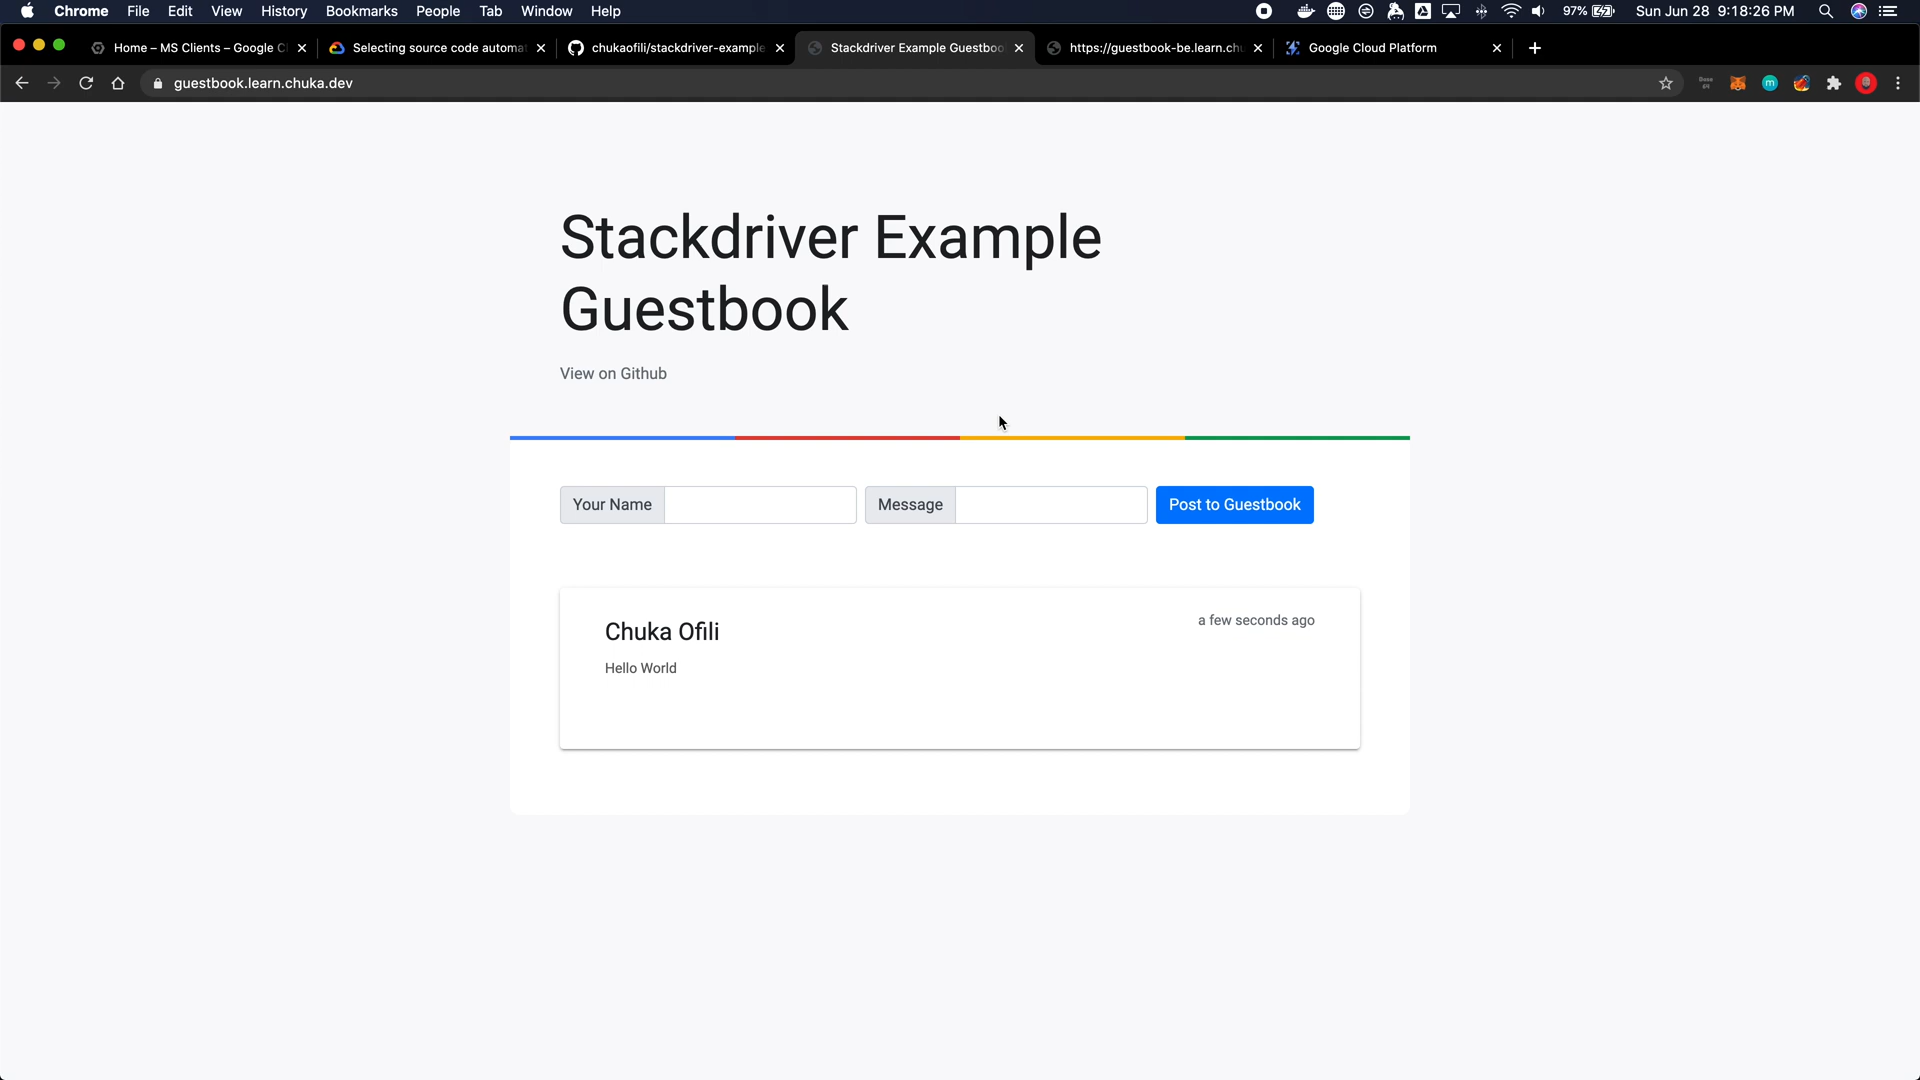 Chrome File Edit View History Bookmarks People Tab Window Help 97% Sun Jun 28 9:18:26 PM
Home – MS Clients – Google C Selecting source code automa chukaofili/stackdriver-example Stackdriver Example Guestboo https://guestbook-be.learn.ch Google Cloud Platform
guestbook.learn.chuka.dev
Stackdriver Example
Guestbook
View on Github
Your Name Message Post to Guestbook
Chuka Ofili a few seconds ago
Hello World